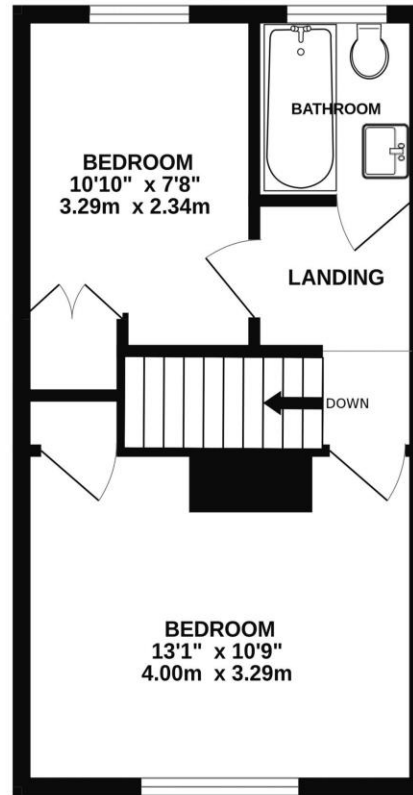 BATHROOM
BEDROOM
10'10" x 7'8"
3.29m x 2.34m
LANDING
DOWN
BEDROOM
13'1" x 10'9"
4.00m x 3.29m